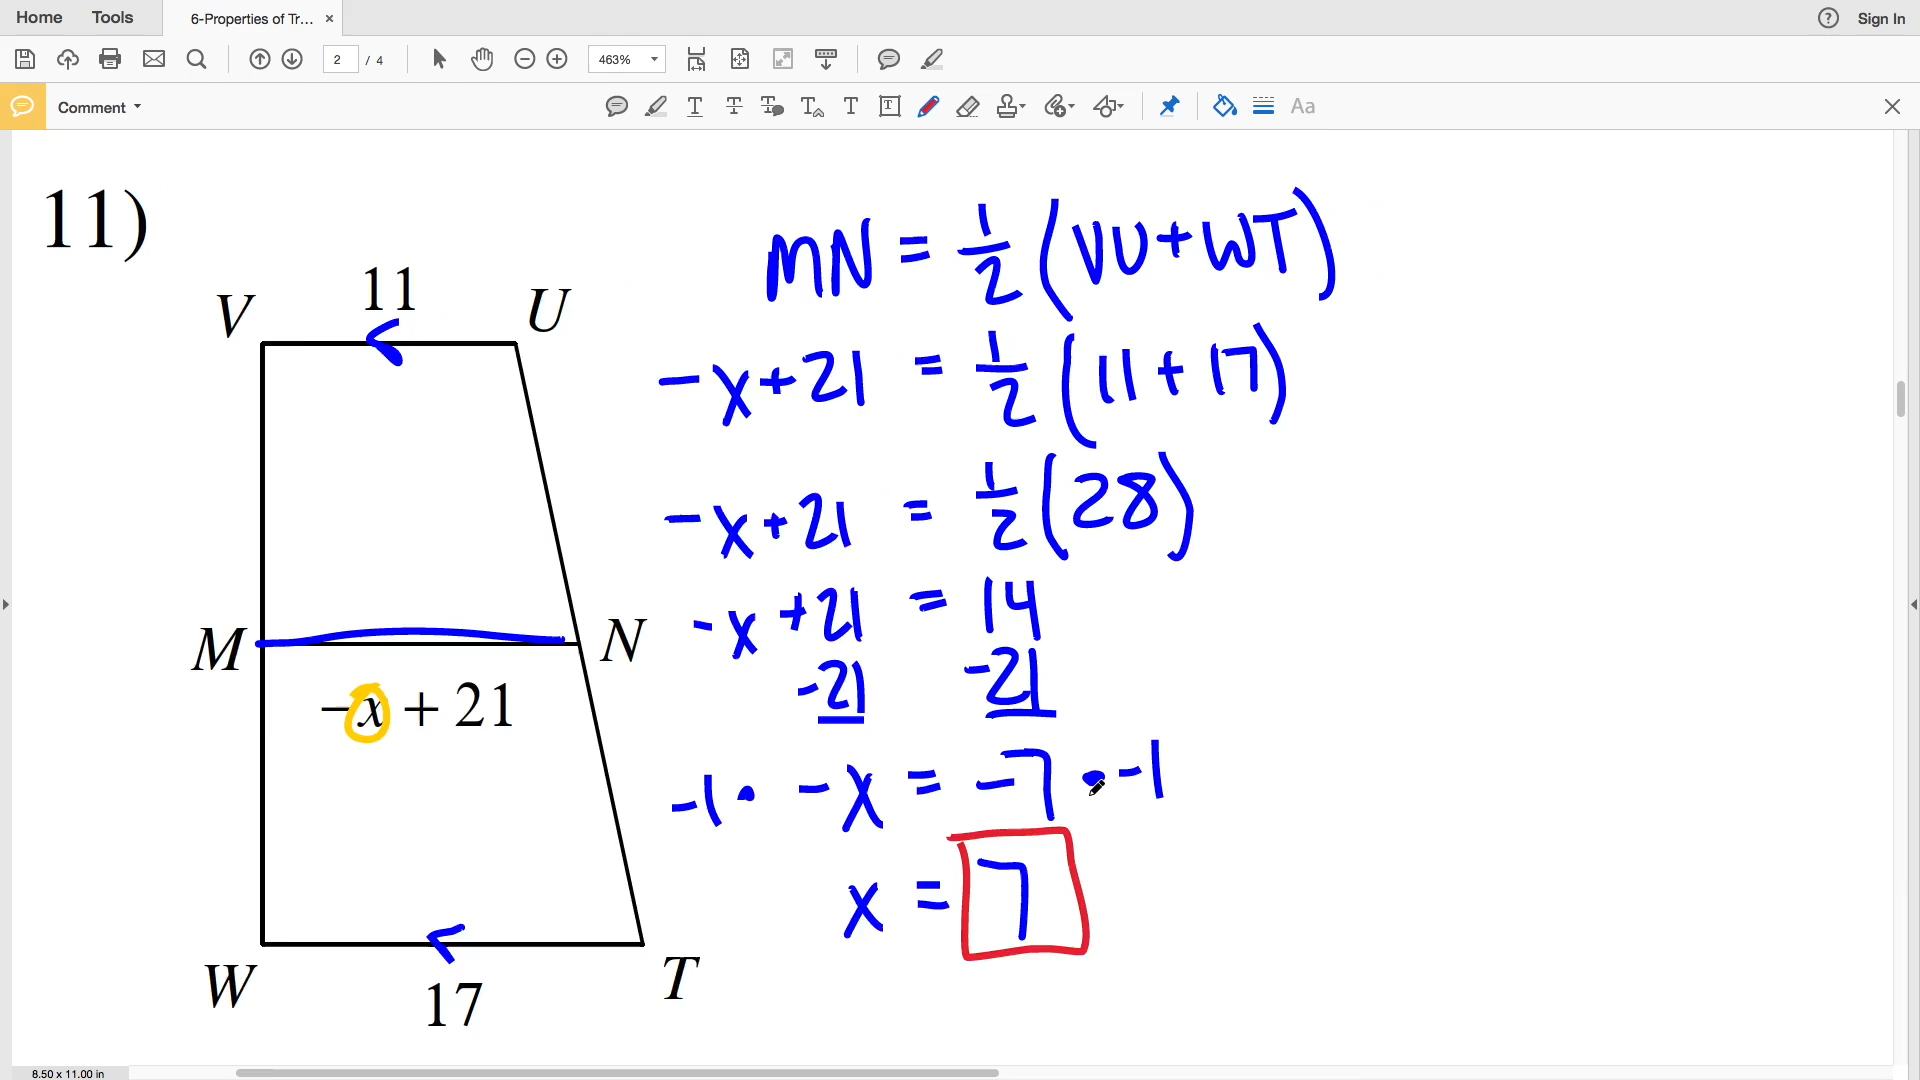 Home Tools 6-Properties of Tr... × ? Sign In
2 / 4 463%
Comment T T T T T T Aa
11)
MN = 1/2 (VU + WT)
11
V U
-x + 21 = 1/2 (11 + 17)
-x + 21 = 1/2 (28)
-x + 21 = 14
-21 -21
M N
-x + 21
-1 · -x = -7 · -1
x = 7
W T
17
8.50 x 11.00 in